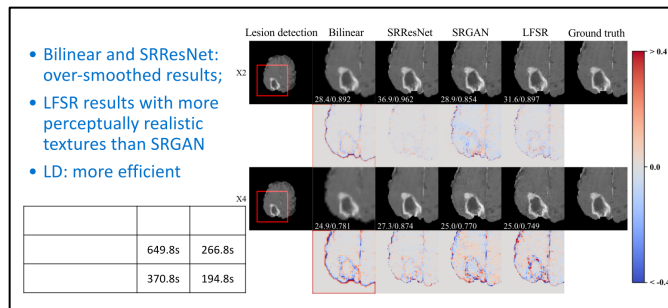 • Bilinear and SRResNet:
over-smoothed results;
• LFSR results with more
perceptually realistic
textures than SRGAN
• LD: more efficient
649.8s 266.8s
370.8s 194.8s
Lesion detection Bilinear SRResNet SRGAN LFSR Ground truth
X2
28.4/0.892 36.9/0.962 28.9/0.854 31.6/0.897
X4
24.9/0.781 27.3/0.874 25.0/0.770 25.0/0.749
> 0.4
0.0
< -0.4